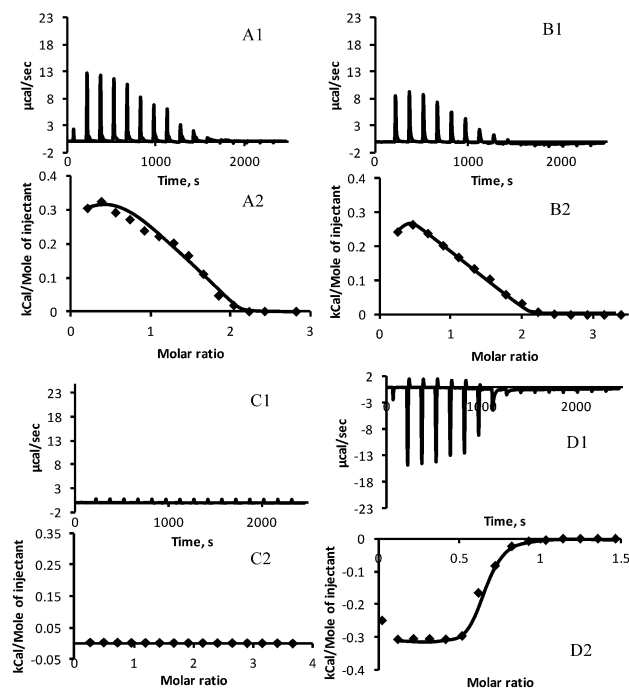 A1
23
18
13
8
3
-2
µcal/sec
0 1000 2000
Time, s
B1
23
18
13
8
3
-2
µcal/sec
0 1000 2000
Time, s
A2
0.4
0.3
0.2
0.1
0
kCal/Mole of injectant
0 1 2 3
Molar ratio
B2
0.4
0.3
0.2
0.1
0
kCal/Mole of injectant
0 1 2 3
Molar ratio
C1
23
18
13
8
3
-2
µcal/sec
0 1000 2000
Time, s
D1
2
-3
-8
-13
-18
-23
µcal/sec
0 1000 2000
Time, s
C2
0.35
0.25
0.15
0.05
-0.05
kCal/Mole of injectant
0 1 2 3 4
Molar ratio
D2
0
-0.1
-0.2
-0.3
-0.4
kCal/Mole of injectant
0 0.5 1 1.5
Molar ratio